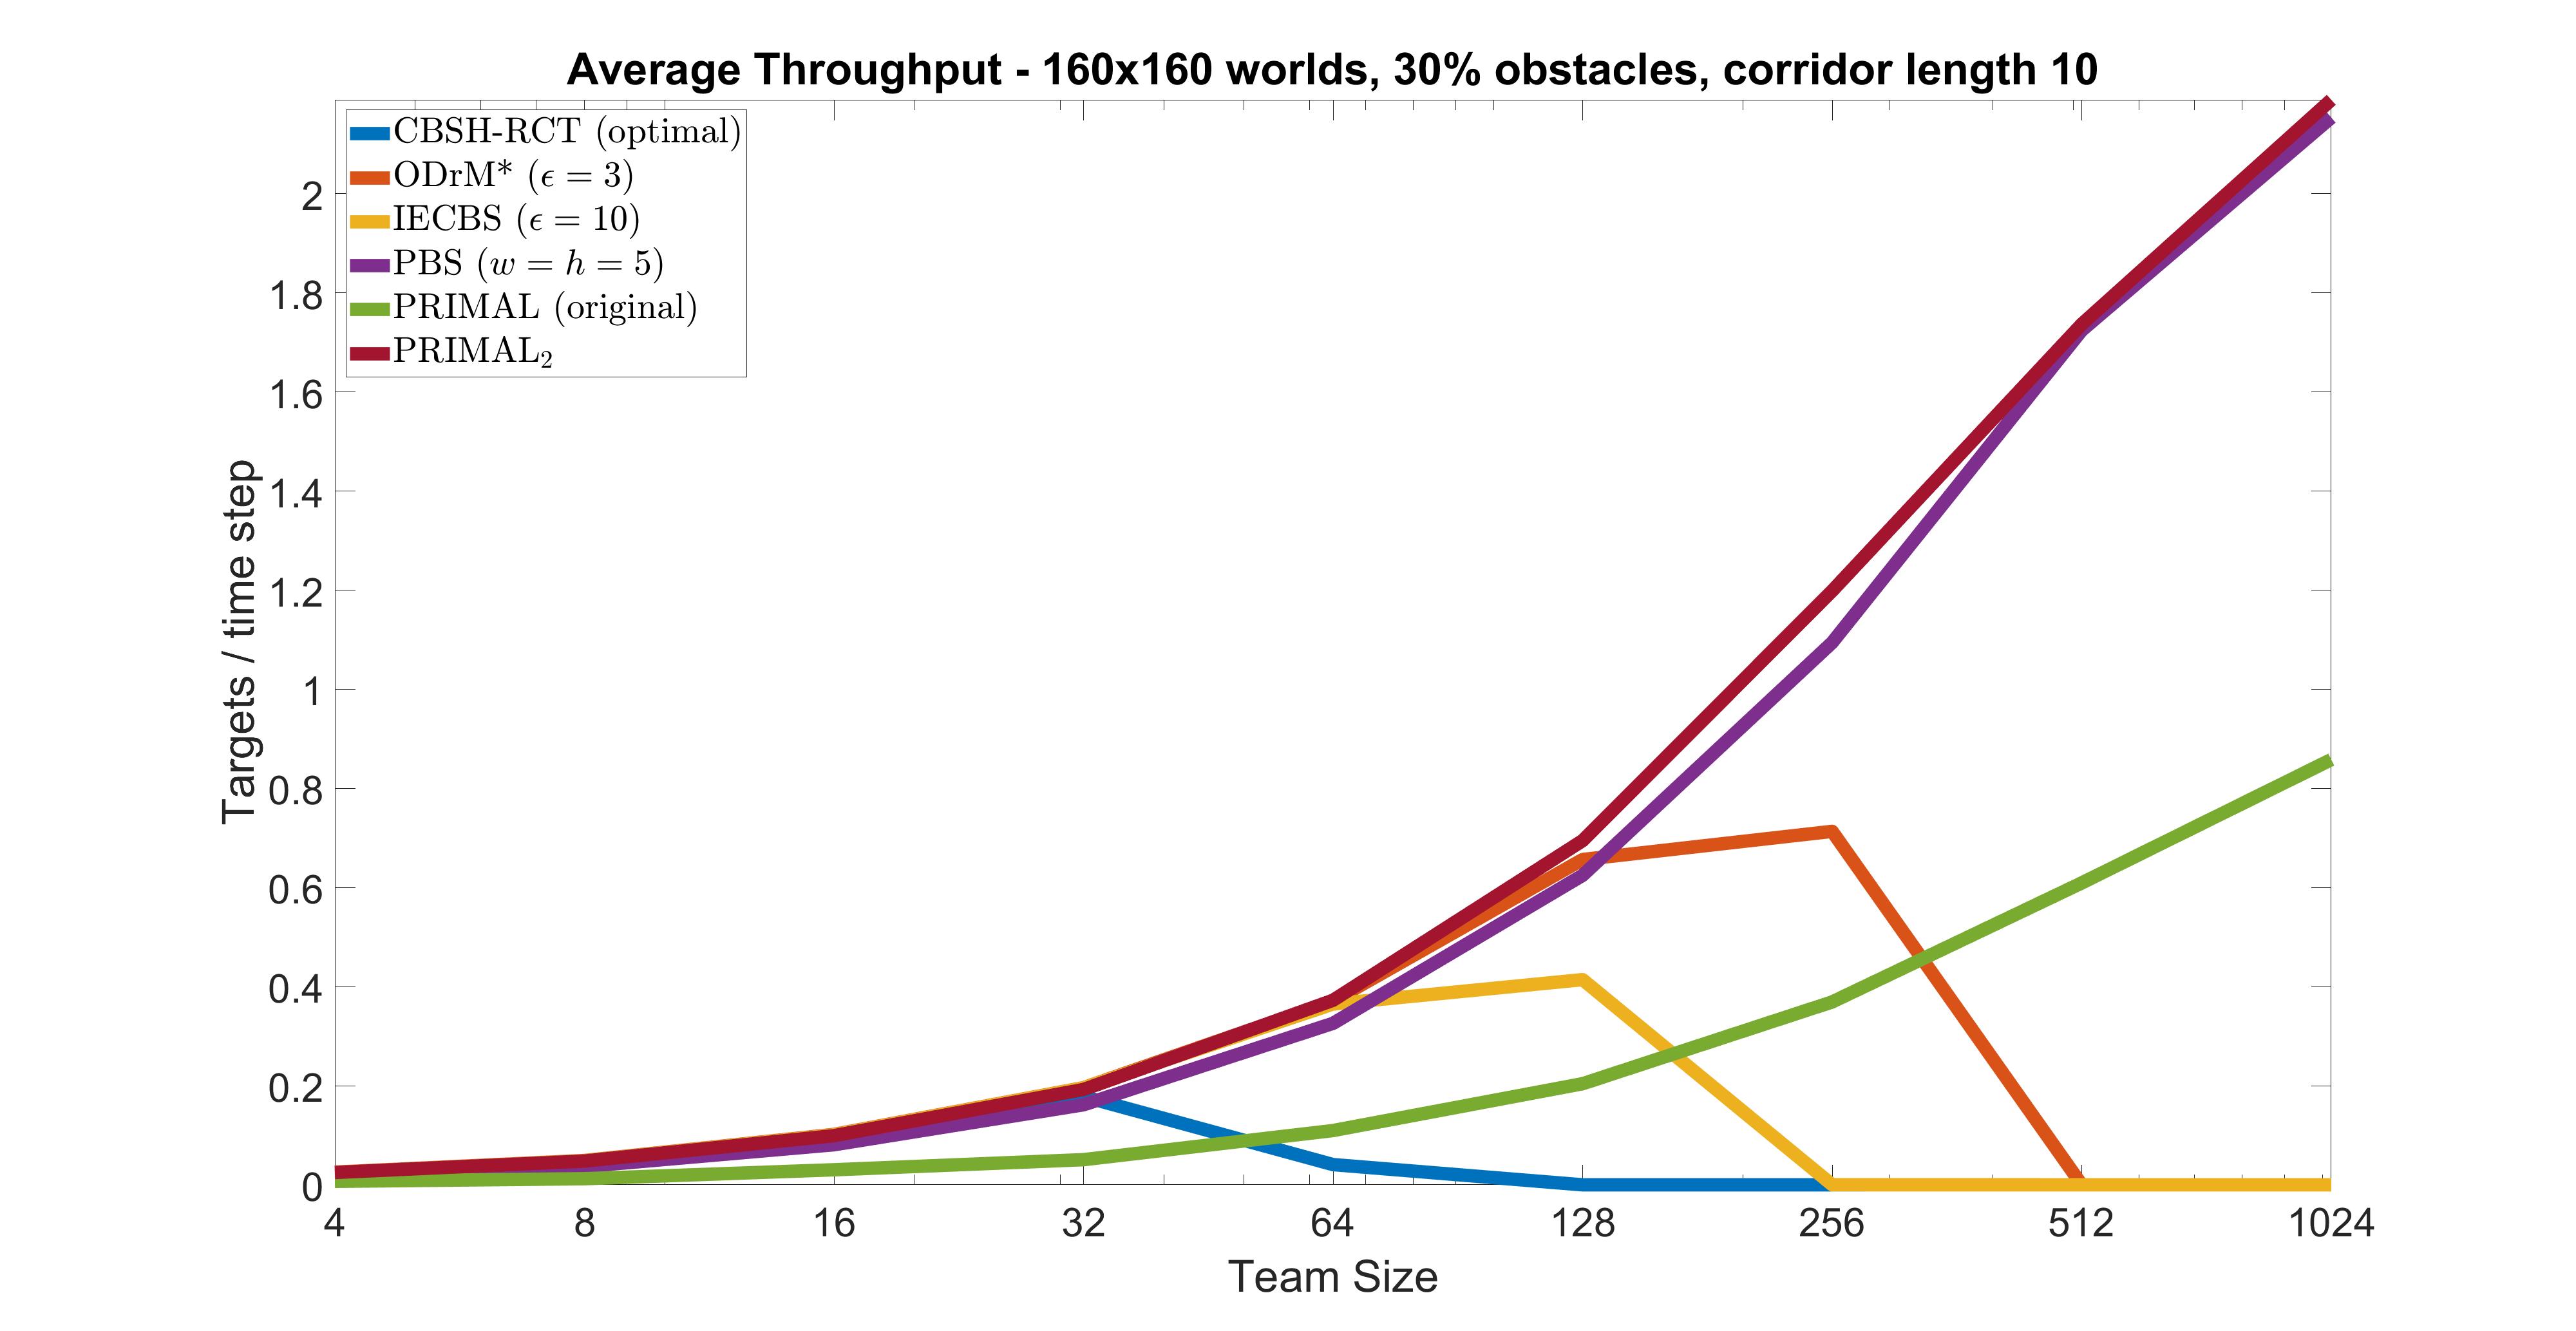 Average Throughput - 160x160 worlds, 30% obstacles, corridor length 10
CBSH-RCT (optimal)
ODrM* (ϵ = 3)
IECBS (ϵ = 10)
PBS (w = h = 5)
PRIMAL (original)
PRIMAL₂
Targets / time step
2
1.8
1.6
1.4
1.2
1
0.8
0.6
0.4
0.2
0
4 8 16 32 64 128 256 512 1024
Team Size